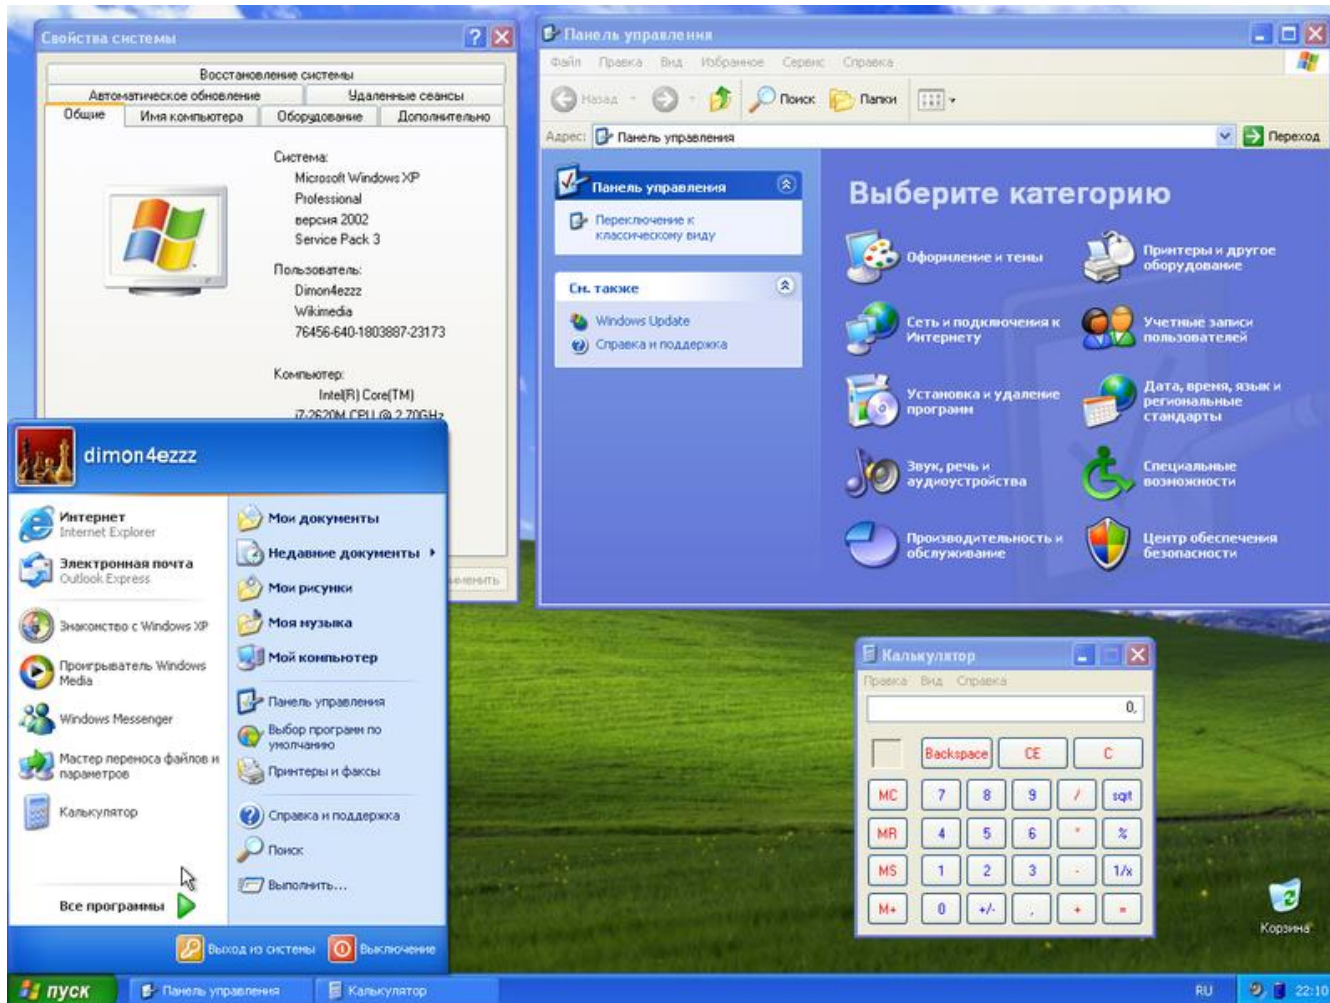 Свойства системы
Восстановление системы
Автоматическое обновление
Удаленные сеансы
Общие
Имя компьютера
Оборудование
Дополнительно
Система:
Microsoft Windows XP
Professional
версия 2002
Service Pack 3
Пользователь:
Dimon4ezzz
Wikimedia
76456-640-1803887-23173
Компьютер:
Intel(R) Core(TM)
i7-2620M CPU @ 2.70GHz
Панель управления
Файл Правка Вид Избранное Сервис Справка
Назад
Поиск
Папки
Адрес: Панель управления
Переход
Панель управления
Переключение к
классическому виду
См. также
Windows Update
Справка и поддержка
Выберите категорию
Оформление и темы
Принтеры и другое
оборудование
Сеть и подключения к
Интернету
Учетные записи
пользователей
Установка и удаление
программ
Дата, время, язык и
региональные
стандарты
Звук, речь и
аудиоустройства
Специальные
возможности
Производительность и
обслуживание
Центр обеспечения
безопасности
dimon4ezzz
Интернет
Internet Explorer
Электронная почта
Outlook Express
Знакомство с Windows XP
Проигрыватель Windows
Media
Windows Messenger
Мастер переноса файлов и
параметров
Калькулятор
Все программы
Мои документы
Недавние документы
Мои рисунки
Моя музыка
Мой компьютер
Панель управления
Выбор программ по
умолчанию
Принтеры и факсы
Справка и поддержка
Поиск
Выполнить...
Выход из системы
Выключение
Калькулятор
Правка Вид Справка
0,
Backspace CE C
MC 7 8 9 / sqrt
MR 4 5 6 * %
MS 1 2 3 - 1/x
M+ 0 +/- , + =
Корзина
пуск
Панель управления
Калькулятор
RU
22:10